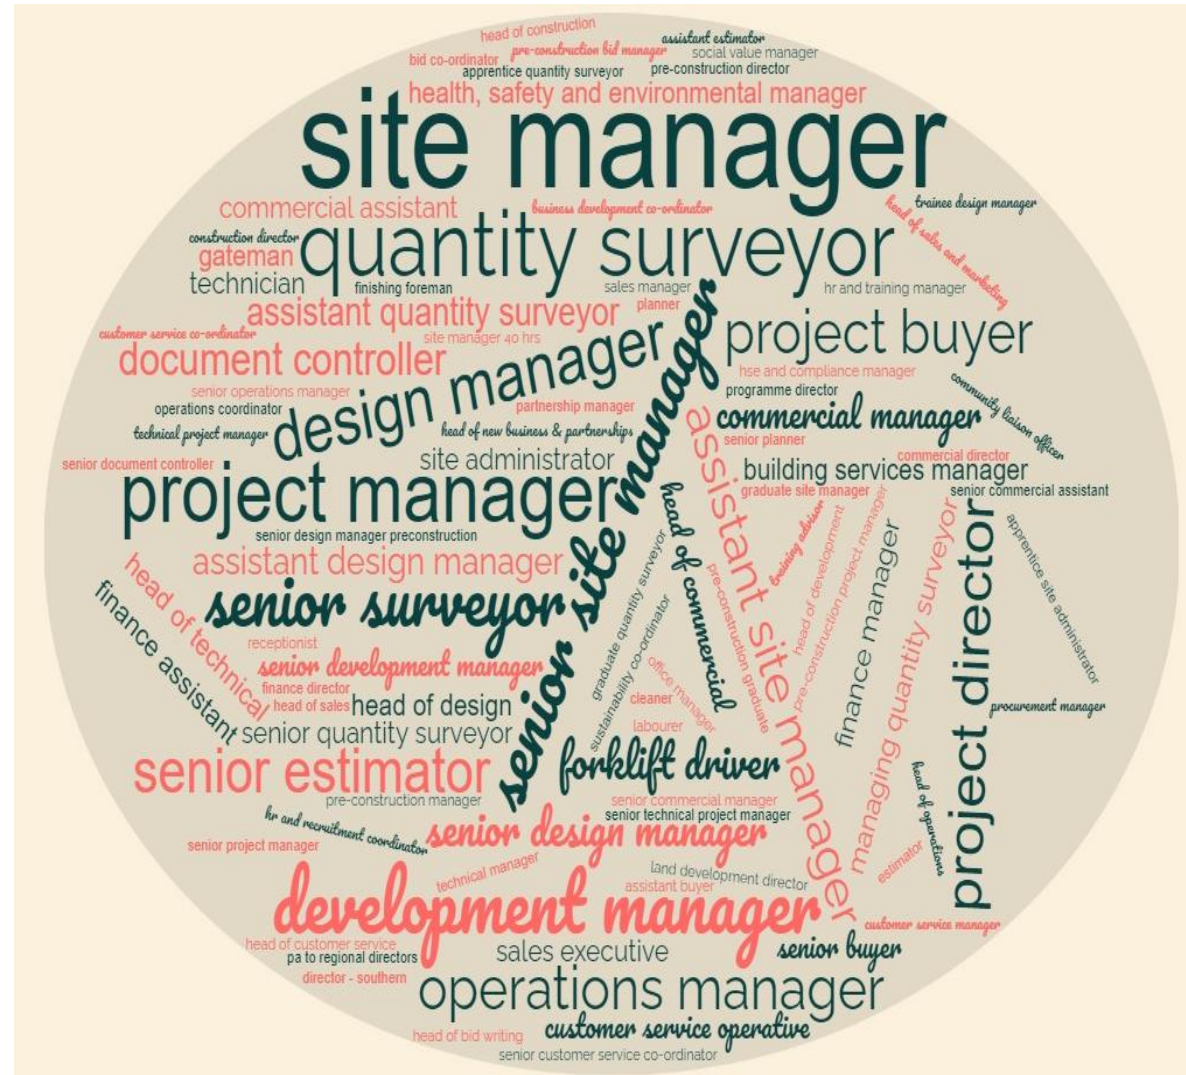 head of construction
assistant estimator
pre-construction bid manager
social value manager
bid co-ordinator
apprentice quantity surveyor
pre-construction director
health, safety and environmental manager
site manager
commercial assistant
business development co-ordinator
trainee design manager
head of sales and marketing
construction director
quantity surveyor
gateman
technician
finishing foreman
sales manager
hr and training manager
assistant quantity surveyor
planner
customer service co-ordinator
site manager 40 hrs
project buyer
document controller
design manager
senior site manager
hse and compliance manager
senior operations manager
programme director
community liaison officer
operations coordinator
partnership manager
commercial manager
technical project manager
head of new business & partnerships
assistant site manager
senior planner
commercial director
senior document controller
site administrator
building services manager
project manager
graduate site manager
senior commercial assistant
head of commercial
training advisor
head of development
pre-construction project manager
finance manager
managing quantity surveyor
project director
apprentice site administrator
senior design manager preconstruction
assistant design manager
head of technical
finance assistant
senior surveyor
graduate quantity surveyor
sustainability co-ordinator
pre-construction graduate
receptionist
senior development manager
office manager
finance director
cleaner
head of sales
head of design
procurement manager
labourer
senior quantity surveyor
senior estimator
forklift driver
head of operations
pre-construction manager
senior commercial manager
senior technical project manager
hr and recruitment coordinator
senior design manager
senior project manager
estimator
technical manager
land development director
assistant buyer
development manager
customer service manager
head of customer service
pa to regional directors
sales executive
senior buyer
director - southern
operations manager
head of bid writing
customer service operative
senior customer service co-ordinator